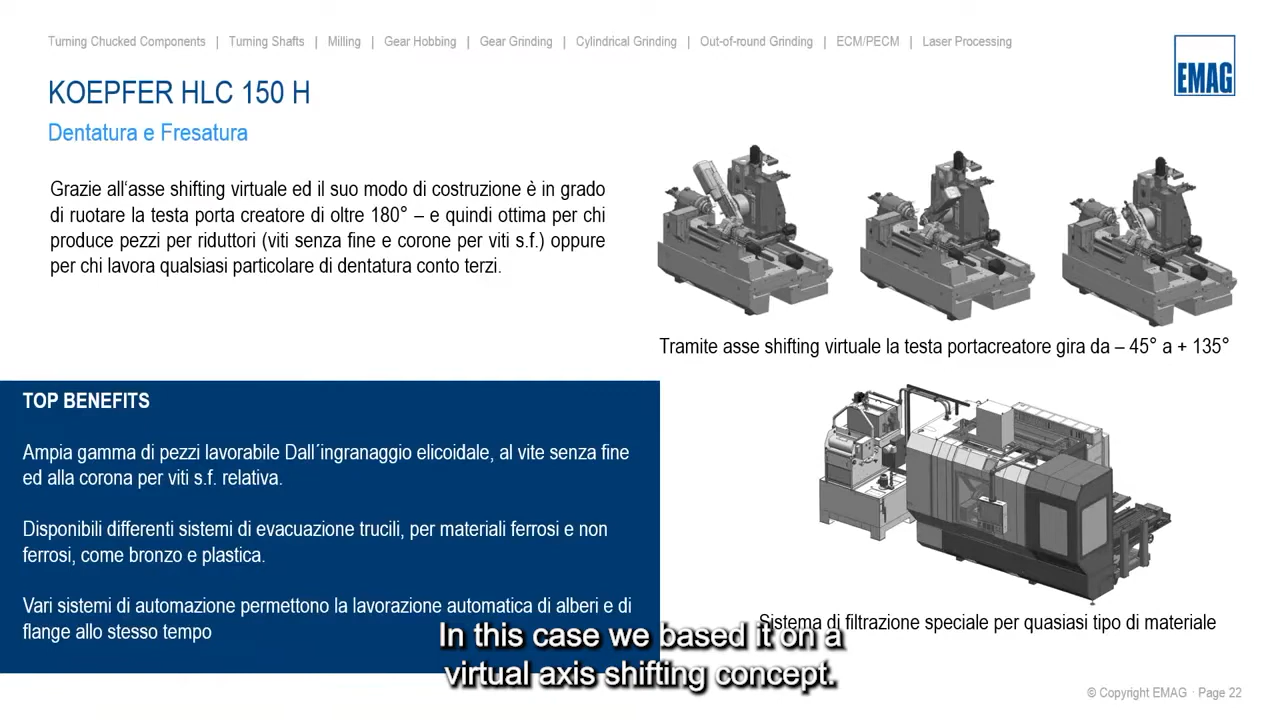 Turning Chucked Components | Turning Shafts | Milling | Gear Hobbing | Gear Grinding | Cylindrical Grinding | Out-of-round Grinding | ECM/PECM | Laser Processing
EMAG
KOEPFER HLC 150 H
Dentatura e Fresatura
Grazie all'asse shifting virtuale ed il suo modo di costruzione è in grado
di ruotare la testa porta creatore di oltre 180° – e quindi ottima per chi
produce pezzi per riduttori (viti senza fine e corone per viti s.f.) oppure
per chi lavora qualsiasi particolare di dentatura conto terzi.
Tramite asse shifting virtuale la testa portacreatore gira da – 45° a + 135°
TOP BENEFITS
Ampia gamma di pezzi lavorabile Dall´ingranaggio elicoidale, al vite senza fine
ed alla corona per viti s.f. relativa.
Disponibili differenti sistemi di evacuazione trucili, per materiali ferrosi e non
ferrosi, come bronzo e plastica.
Vari sistemi di automazione permettono la lavorazione automatica di alberi e di
flange allo stesso tempo
Sistema di filtrazione speciale per quasiasi tipo di materiale
In this case we based it on a
virtual axis shifting concept.
© Copyright EMAG · Page 22